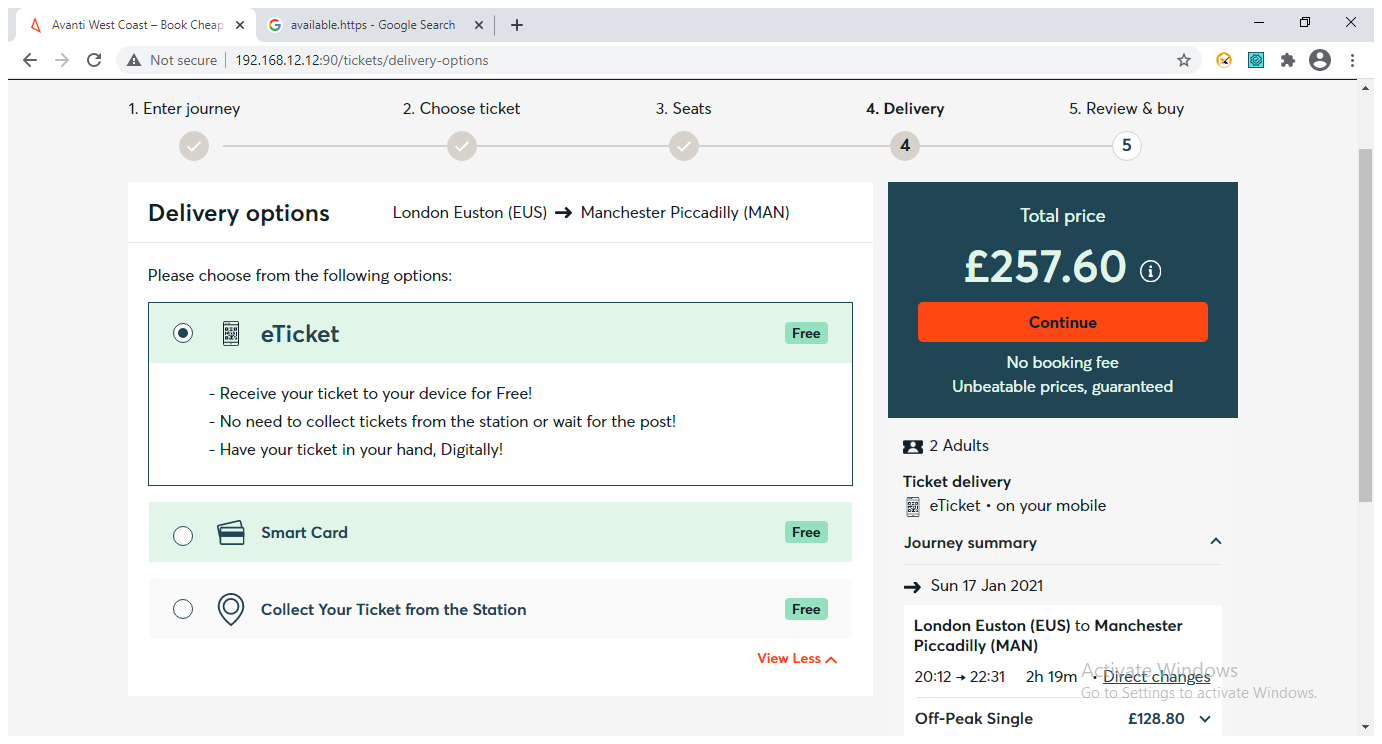 Avanti West Coast – Book Cheap
available.https - Google Search
Not secure
192.168.12.12:90/tickets/delivery-options
1. Enter journey
2. Choose ticket
3. Seats
4. Delivery
5. Review & buy
4
5
Delivery options
London Euston (EUS) → Manchester Piccadilly (MAN)
Please choose from the following options:
eTicket
Free
- Receive your ticket to your device for Free!
- No need to collect tickets from the station or wait for the post!
- Have your ticket in your hand, Digitally!
Smart Card
Free
Collect Your Ticket from the Station
Free
View Less
Total price
£257.60
Continue
No booking fee
Unbeatable prices, guaranteed
2 Adults
Ticket delivery
eTicket • on your mobile
Journey summary
→ Sun 17 Jan 2021
London Euston (EUS) to Manchester
Piccadilly (MAN)
20:12 → 22:31 2h 19m · Direct changes
Off-Peak Single £128.80
Activate Windows
Go to Settings to activate Windows.